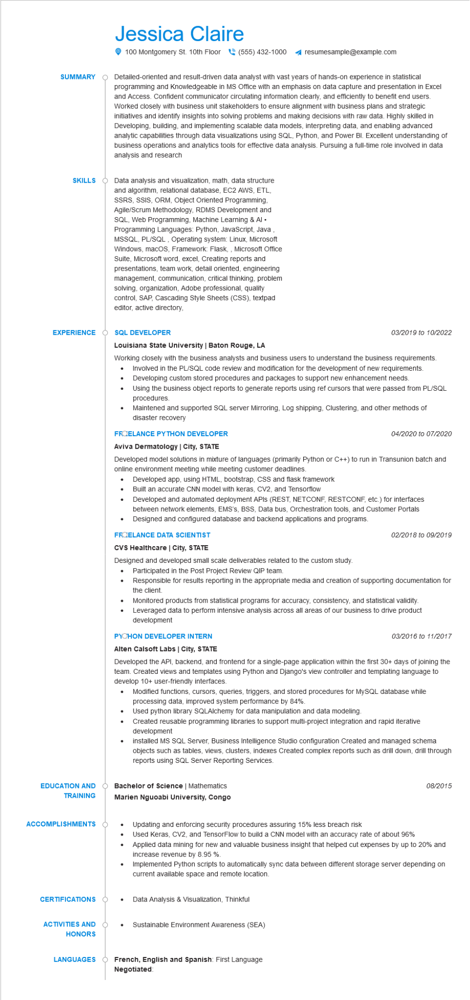 Jessica Claire
100 Montgomery St. 10th Floor (555) 432-1000 resumesample@example.com
SUMMARY
Detailed-oriented and result-driven data analyst with vast years of hands-on experience in statistical
programming and Knowledgeable in MS Office with an emphasis on data capture and presentation in Excel
and Access. Confident communicator circulating information clearly, and efficiently to benefit end users.
Worked closely with business unit stakeholders to ensure alignment with business plans and strategic
initiatives and identify insights into solving problems and making decisions with raw data. Highly skilled in
Developing, building, and implementing scalable data models, interpreting data, and enabling advanced
analytic capabilities through data visualizations using SQL, Python, and Power BI. Excellent understanding of
business operations and analytics tools for effective data analysis. Pursuing a full-time role involved in data
analysis and research
SKILLS
Data analysis and visualization, math, data structure
and algorithm, relational database, EC2 AWS, ETL,
SSRS, SSIS, ORM, Object Oriented Programming,
Agile/Scrum Methodology, RDMS Development and
SQL, Web Programming, Machine Learning & AI •
Programming Languages: Python, JavaScript, Java ,
MSSQL, PL/SQL , Operating system: Linux, Microsoft
Windows, macOS, Framework: Flask, , Microsoft Office
Suite, Microsoft word, excel, Creating reports and
presentations, team work, detail oriented, engineering
management, communication, critical thinking, problem
solving, organization, Adobe professional, quality
control, SAP, Cascading Style Sheets (CSS), textpad
editor, active directory,
EXPERIENCE
SQL DEVELOPER 03/2019 to 10/2022
Louisiana State University | Baton Rouge, LA
Working closely with the business analysts and business users to understand the business requirements.
• Involved in the PL/SQL code review and modification for the development of new requirements.
• Developing custom stored procedures and packages to support new enhancement needs.
• Using the business object reports to generate reports using ref cursors that were passed from PL/SQL
procedures.
• Maintened and supported SQL server Mirroring, Log shipping, Clustering, and other methods of
disaster recovery
FREELANCE PYTHON DEVELOPER 04/2020 to 07/2020
Aviva Dermatology | City, STATE
Developed model solutions in mixture of languages (primarily Python or C++) to run in Transunion batch and
online environment meeting while meeting customer deadlines.
• Developed app, using HTML, bootstrap, CSS and flask framework
• Built an accurate CNN model with keras, CV2, and Tensorflow
• Developed and automated deployment APIs (REST, NETCONF, RESTCONF, etc.) for interfaces
between network elements, EMS's, BSS, Data bus, Orchestration tools, and Customer Portals
• Designed and configured database and backend applications and programs.
FREELANCE DATA SCIENTIST 02/2018 to 09/2019
CVS Healthcare | City, STATE
Designed and developed small scale deliverables related to the custom study.
• Participated in the Post Project Review QIP team.
• Responsible for results reporting in the appropriate media and creation of supporting documentation for
the client.
• Monitored products from statistical programs for accuracy, consistency, and statistical validity.
• Leveraged data to perform intensive analysis across all areas of our business to drive product
development
PYTHON DEVELOPER INTERN 03/2016 to 11/2017
Alten Calsoft Labs | City, STATE
Developed the API, backend, and frontend for a single-page application within the first 30+ days of joining the
team. Created views and templates using Python and Django's view controller and templating language to
develop 10+ user-friendly interfaces.
• Modified functions, cursors, queries, triggers, and stored procedures for MySQL database while
processing data, improved system performance by 84%.
• Used python library SQLAlchemy for data manipulation and data modeling.
• Created reusable programming libraries to support multi-project integration and rapid iterative
development
• installed MS SQL Server, Business Intelligence Studio configuration Created and managed schema
objects such as tables, views, clusters, indexes Created complex reports such as drill down, drill through
reports using SQL Server Reporting Services.
EDUCATION AND
TRAINING
Bachelor of Science | Mathematics 08/2015
Marien Nguoabi University, Congo
ACCOMPLISHMENTS
• Updating and enforcing security procedures assuring 15% less breach risk
• Used Keras, CV2, and TensorFlow to build a CNN model with an accuracy rate of about 96%
• Applied data mining for new and valuable business insight that helped cut expenses by up to 20% and
increase revenue by 8.95 %.
• Implemented Python scripts to automatically sync data between different storage server depending on
current available space and remote location.
CERTIFICATIONS
• Data Analysis & Visualization, Thinkful
ACTIVITIES AND
HONORS
• Sustainable Environment Awareness (SEA)
LANGUAGES
French, English and Spanish: First Language
Negotiated: